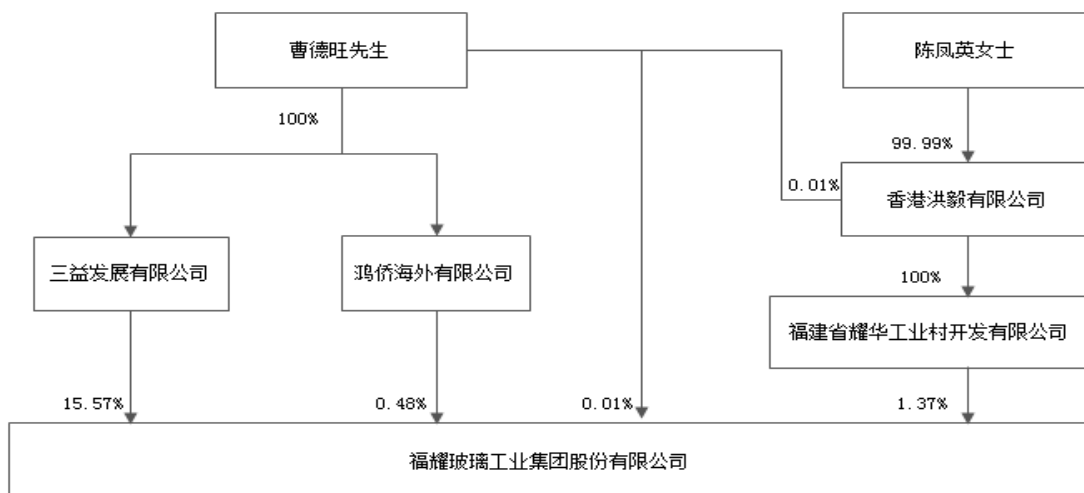 曹德旺先生
陈凤英女士
100%
99.99%
0.01%
香港洪毅有限公司
三益发展有限公司
鸿侨海外有限公司
100%
福建省耀华工业村开发有限公司
15.57%
0.48%
0.01%
1.37%
福耀玻璃工业集团股份有限公司